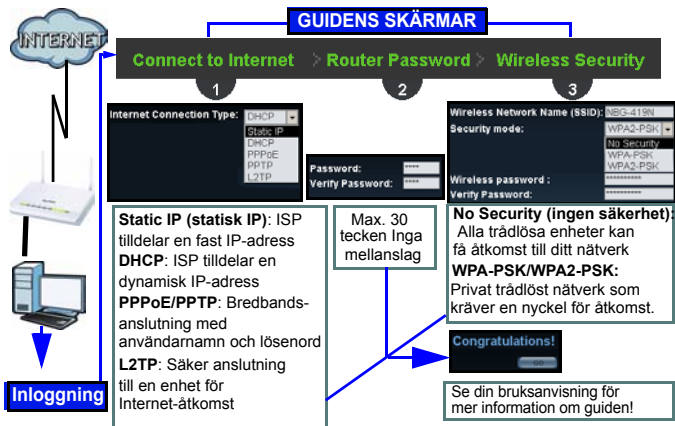 GUIDENS SKÄRMAR
INTERNET
Connect to Internet > Router Password > Wireless Security
1
2
3
Internet Connection Type: DHCP
Static IP
DHCP
PPPoE
PPTP
L2TP
Password: ****
Verify Password: ****
Wireless Network Name (SSID): NBG-419N
Security mode: WPA2-PSK
No Security
WPA-PSK
WPA2-PSK
Wireless password : **********
Verify Password: **********
Static IP (statisk IP): ISP
tilldelar en fast IP-adress
DHCP: ISP tilldelar en
dynamisk IP-adress
PPPoE/PPTP: Bredbands-
anslutning med
användarnamn och lösenord
L2TP: Säker anslutning
till en enhet för
Internet-åtkomst
Max. 30
tecken Inga
mellanslag
No Security (ingen säkerhet):
Alla trådlösa enheter kan
få åtkomst till ditt nätverk
WPA-PSK/WPA2-PSK:
Privat trådlöst nätverk som
kräver en nyckel för åtkomst.
Congratulations!
GO
Inloggning
Se din bruksanvisning för
mer information om guiden!